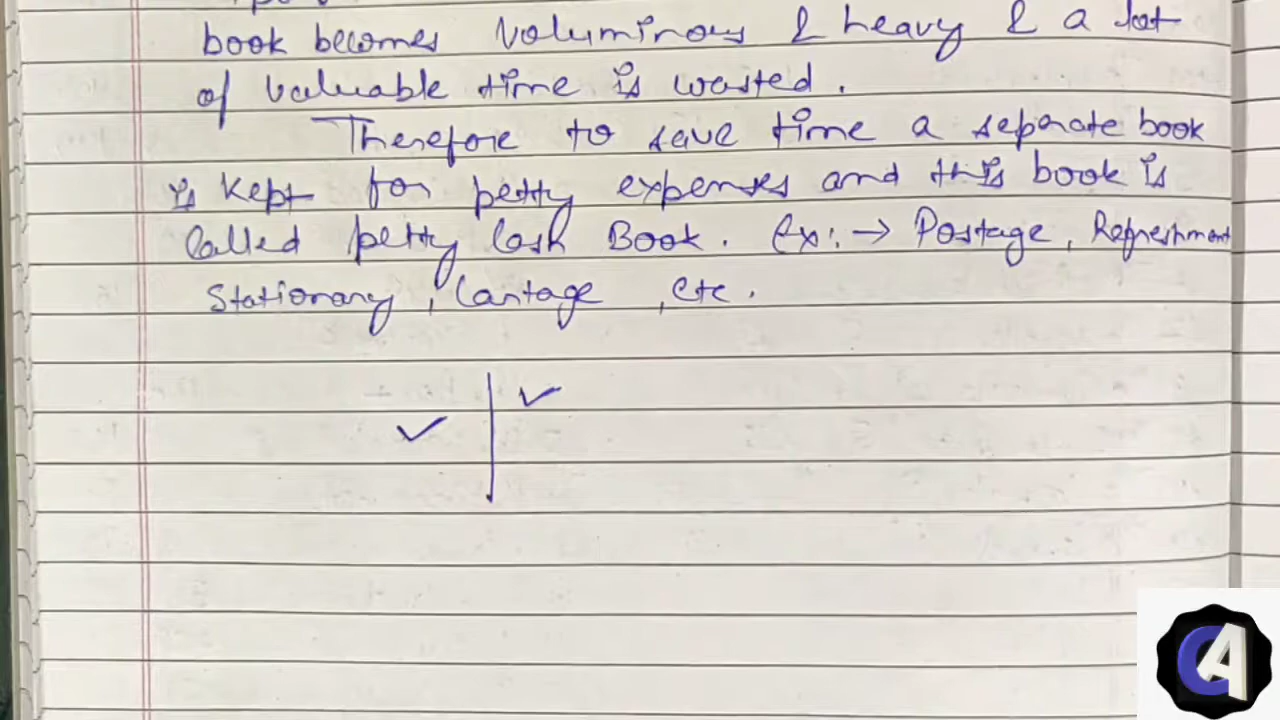 book becomes voluminous & heavy & a lot
of valuable time is wasted.
Therefore to save time a separate book
is kept for petty expenses and this book is
called petty Cash Book. Ex:→ Postage, Refreshment
Stationary, Cartage, etc.
CA